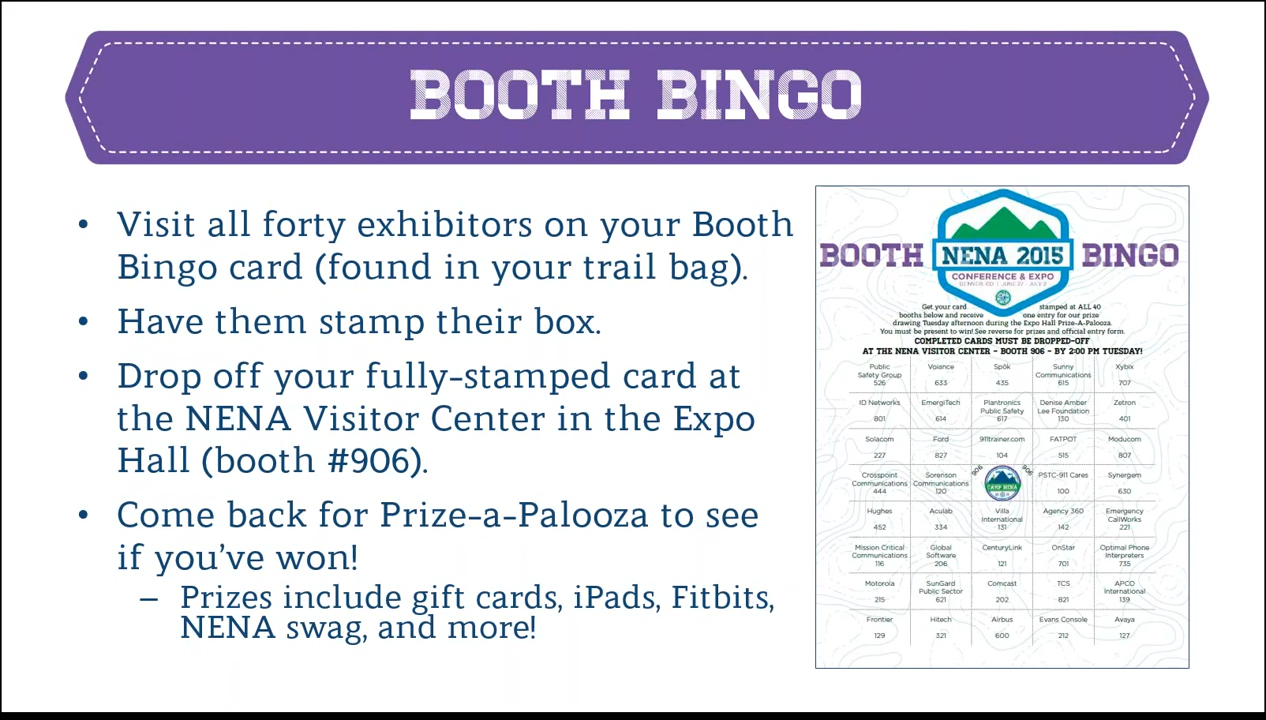 BOOTH BINGO
• Visit all forty exhibitors on your Booth
Bingo card (found in your trail bag).
• Have them stamp their box.
• Drop off your fully-stamped card at
the NENA Visitor Center in the Expo
Hall (booth #906).
• Come back for Prize-a-Palooza to see
if you've won!
– Prizes include gift cards, iPads, Fitbits,
NENA swag, and more!
BOOTH NENA 2015 BINGO
CONFERENCE & EXPO
DENVER, CO | JUNE 27 - JULY 2
Get your card stamped at ALL 40
booths below and receive one entry for our prize
drawing Tuesday afternoon during the Expo Hall Prize-A-Palooza.
You must be present to win! See reverse for prizes and official entry form.
COMPLETED CARDS MUST BE DROPPED-OFF
AT THE NENA VISITOR CENTER - BOOTH 906 - BY 2:00 PM TUESDAY!
Public Voiance Spōk Sunny Xybix
Safety Group Communications
526 633 435 615 707
ID Networks EmergiTech Plantronics Denise Amber Zetron
Public Safety Lee Foundation
801 614 617 130 401
Solacom Ford 911trainer.com FATPOT Moducom
227 827 104 515 807
Crosspoint Sorenson 906 906 PSTC-911 Cares Synergem
Communications Communications CAMP NENA
444 120 100 630
Hughes Aculab Villa Agency 360 Emergency
International CallWorks
452 334 131 142 221
Mission Critical Global CenturyLink OnStar Optimal Phone
Communications Software Interpreters
116 206 121 701 735
Motorola SunGard Comcast TCS APCO
Public Sector International
215 621 202 821 139
Frontier Hitech Airbus Evans Console Avaya
129 321 600 212 127